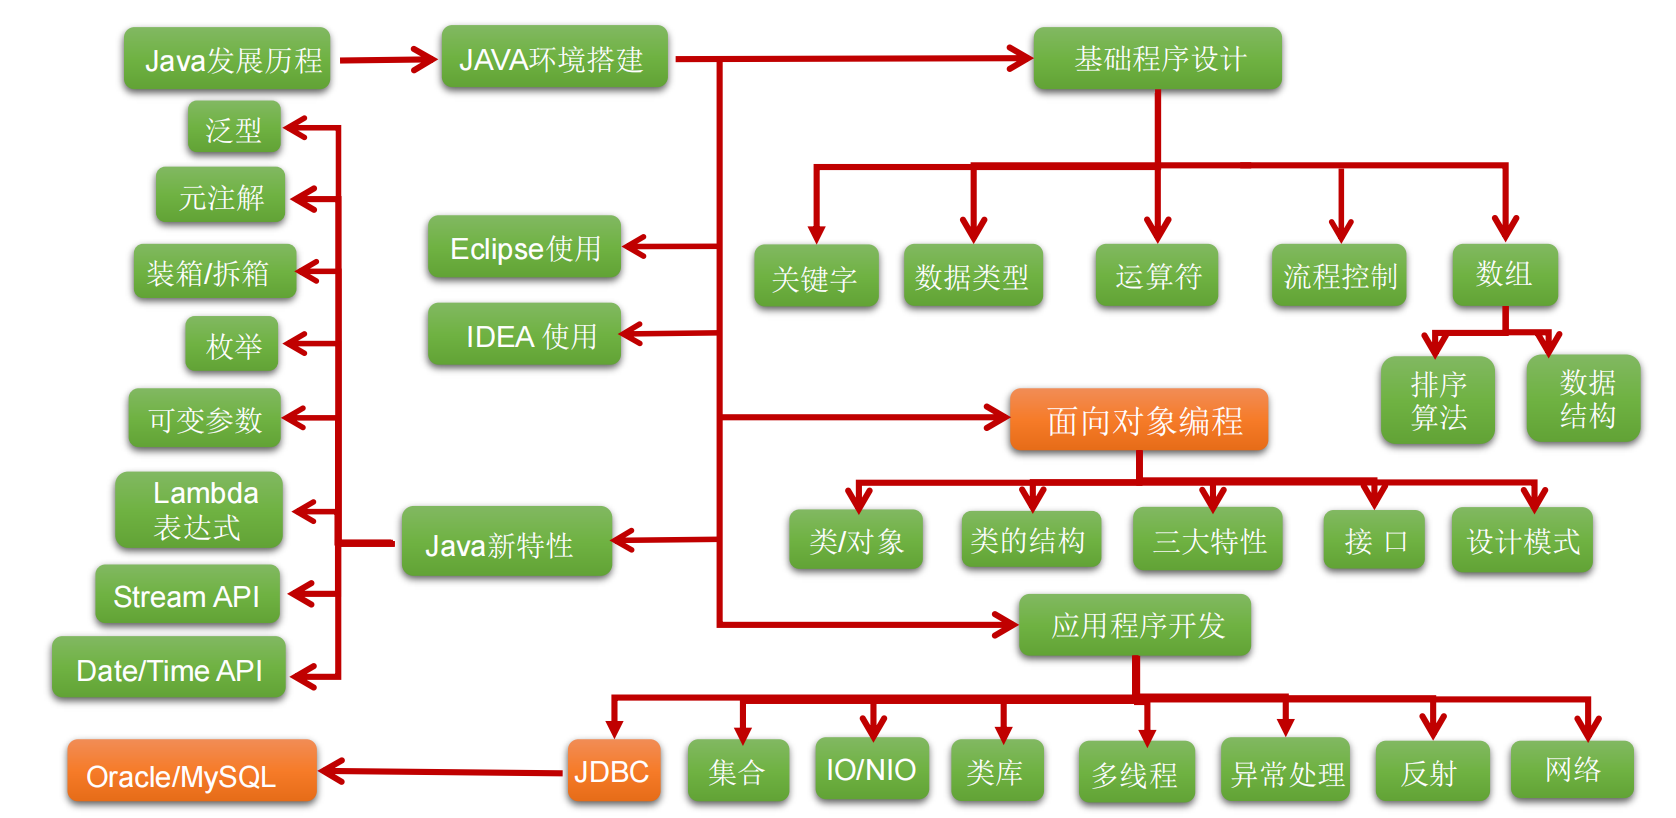 Java发展历程
JAVA环境搭建
基础程序设计
泛型
元注解
装箱/拆箱
枚举
可变参数
Lambda
表达式
Stream API
Date/Time API
Eclipse使用
IDEA 使用
Java新特性
关键字
数据类型
运算符
流程控制
数组
排序
算法
数据
结构
面向对象编程
类/对象
类的结构
三大特性
接 口
设计模式
应用程序开发
Oracle/MySQL
JDBC
集合
IO/NIO
类库
多线程
异常处理
反射
网络